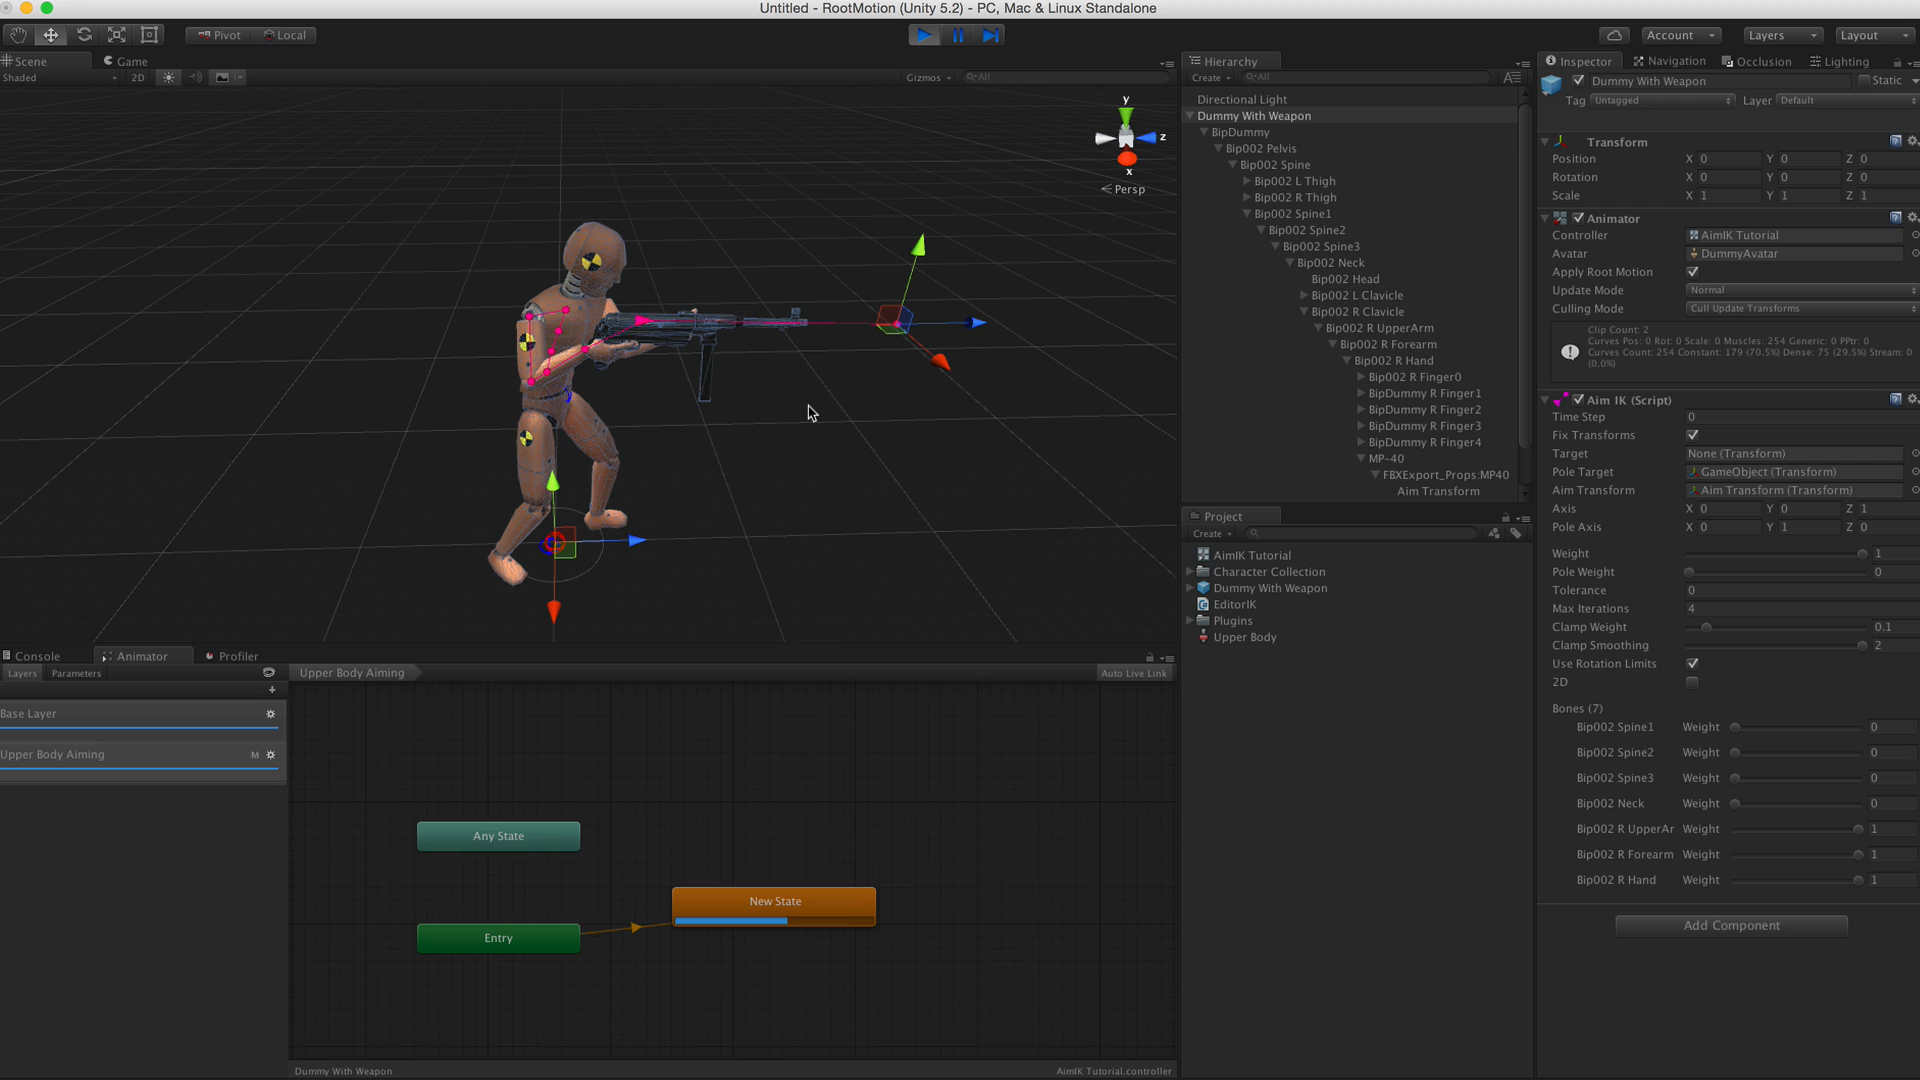 Untitled - RootMotion (Unity 5.2) - PC, Mac & Linux Standalone
Pivot Local
Account Layers Layout
Scene Game
Shaded 2D Gizmos All
y
z
x
Persp
Hierarchy
Create All
Directional Light
Dummy With Weapon
BipDummy
Bip002 Pelvis
Bip002 Spine
Bip002 L Thigh
Bip002 R Thigh
Bip002 Spine1
Bip002 Spine2
Bip002 Spine3
Bip002 Neck
Bip002 Head
Bip002 L Clavicle
Bip002 R Clavicle
Bip002 R UpperArm
Bip002 R Forearm
Bip002 R Hand
Bip002 R Finger0
BipDummy R Finger1
BipDummy R Finger2
BipDummy R Finger3
BipDummy R Finger4
MP-40
FBXExport_Props:MP40
Aim Transform
Project
Create
AimIK Tutorial
Character Collection
Dummy With Weapon
EditorIK
Plugins
Upper Body
Inspector Navigation Occlusion Lighting
Dummy With Weapon Static
Tag Untagged Layer Default
Transform
Position X 0 Y 0 Z 0
Rotation X 0 Y 0 Z 0
Scale X 1 Y 1 Z 1
Animator
Controller AimIK Tutorial
Avatar DummyAvatar
Apply Root Motion
Update Mode Normal
Culling Mode Cull Update Transforms
Clip Count: 2
Curves Pos: 0 Rot: 0 Scale: 0 Muscles: 254 Generic: 0 PPtr: 0
Curves Count: 254 Constant: 179 (70.5%) Dense: 75 (29.5%) Stream: 0
(0.0%)
Aim IK (Script)
Time Step 0
Fix Transforms
Target None (Transform)
Pole Target GameObject (Transform)
Aim Transform Aim Transform (Transform)
Axis X 0 Y 0 Z 1
Pole Axis X 0 Y 1 Z 0
Weight 1
Pole Weight 0
Tolerance 0
Max Iterations 4
Clamp Weight 0.1
Clamp Smoothing 2
Use Rotation Limits
2D
Bones (7)
Bip002 Spine1 Weight 0
Bip002 Spine2 Weight 0
Bip002 Spine3 Weight 0
Bip002 Neck Weight 0
Bip002 R UpperAr Weight 1
Bip002 R Forearm Weight 1
Bip002 R Hand Weight 1
Add Component
Console Animator Profiler
Layers Parameters Upper Body Aiming Auto Live Link
Base Layer
Upper Body Aiming M
Any State
New State
Entry
Dummy With Weapon AimIK Tutorial.controller